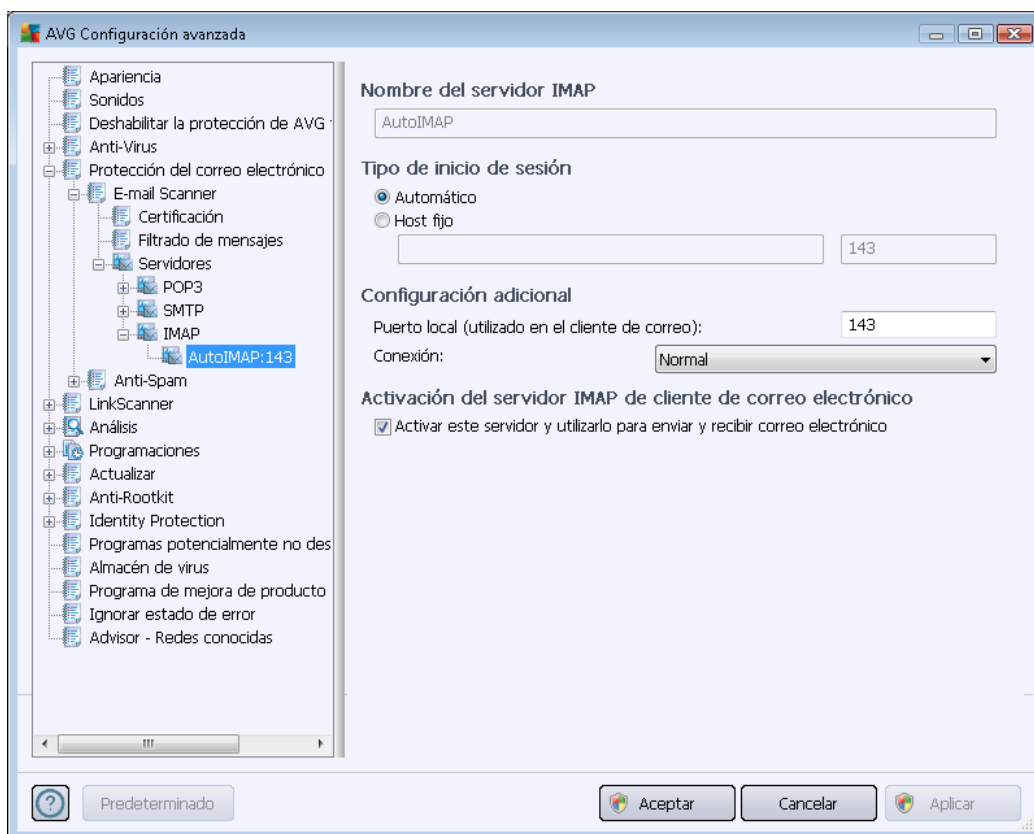 AVG Configuración avanzada
Apariencia
Sonidos
Deshabilitar la protección de AVG
Anti-Virus
Protección del correo electrónico
E-mail Scanner
Certificación
Filtrado de mensajes
Servidores
POP3
SMTP
IMAP
AutoIMAP:143
Anti-Spam
LinkScanner
Análisis
Programaciones
Actualizar
Anti-Rootkit
Identity Protection
Programas potencialmente no des
Almacén de virus
Programa de mejora de producto
Ignorar estado de error
Advisor - Redes conocidas
Nombre del servidor IMAP
AutoIMAP
Tipo de inicio de sesión
Automático
Host fijo
143
Configuración adicional
Puerto local (utilizado en el cliente de correo): 143
Conexión: Normal
Activación del servidor IMAP de cliente de correo electrónico
Activar este servidor y utilizarlo para enviar y recibir correo electrónico
? Predeterminado Aceptar Cancelar Aplicar